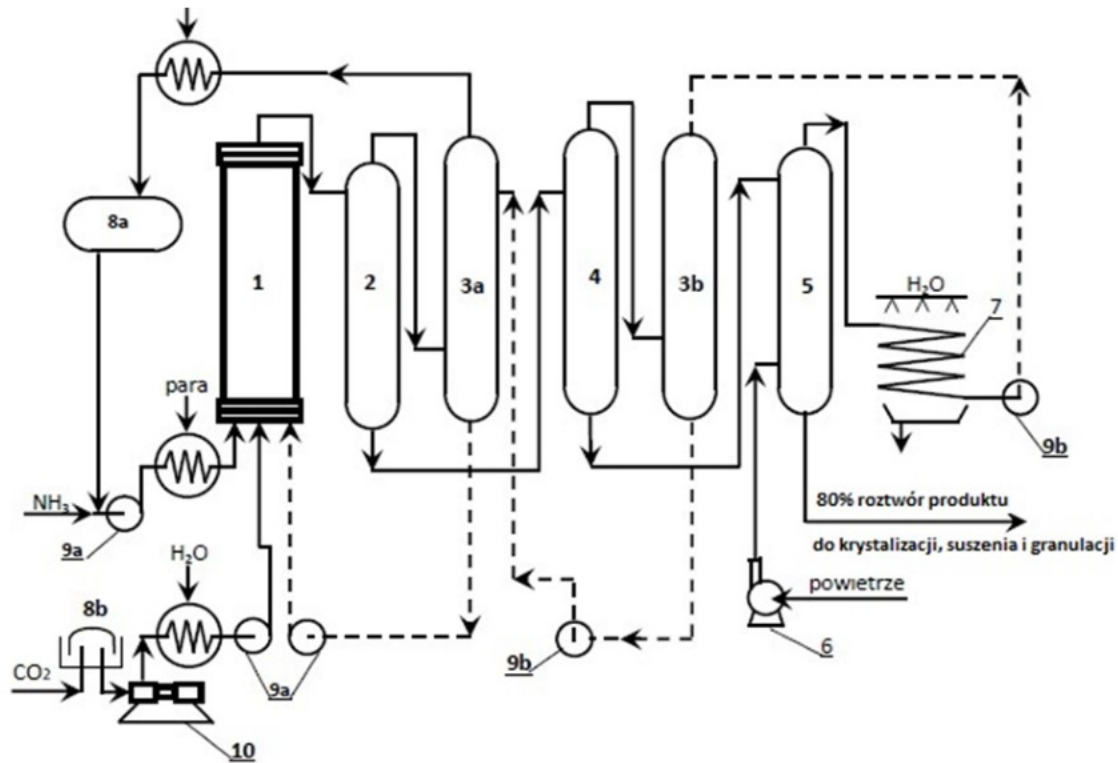 8a
1
2
3a
4
3b
5
H₂O
7
para
NH₃
9a
9b
80% roztwór produktu
do krystalizacji, suszenia i granulacji
H₂O
powietrze
8b
CO₂
9a
9b
6
10